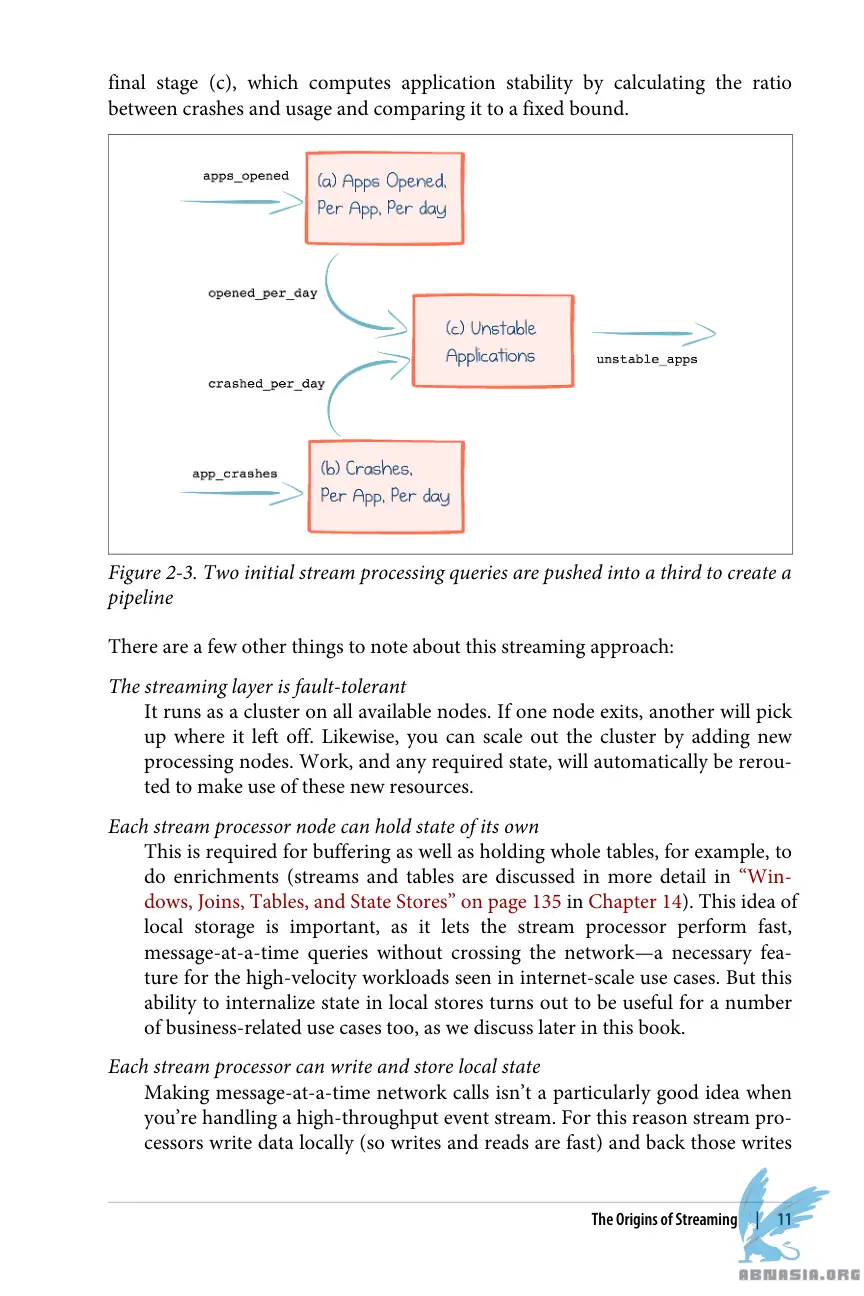 final stage (c), which computes application stability by calculating the ratio
between crashes and usage and comparing it to a fixed bound.
apps_opened
(a) Apps Opened,
Per App, Per day
opened_per_day
(c) Unstable
Applications
unstable_apps
crashed_per_day
app_crashes
(b) Crashes,
Per App, Per day
Figure 2-3. Two initial stream processing queries are pushed into a third to create a
pipeline
There are a few other things to note about this streaming approach:
The streaming layer is fault-tolerant
It runs as a cluster on all available nodes. If one node exits, another will pick
up where it left off. Likewise, you can scale out the cluster by adding new
processing nodes. Work, and any required state, will automatically be rerou-
ted to make use of these new resources.
Each stream processor node can hold state of its own
This is required for buffering as well as holding whole tables, for example, to
do enrichments (streams and tables are discussed in more detail in “Win-
dows, Joins, Tables, and State Stores” on page 135 in Chapter 14). This idea of
local storage is important, as it lets the stream processor perform fast,
message-at-a-time queries without crossing the network—a necessary fea-
ture for the high-velocity workloads seen in internet-scale use cases. But this
ability to internalize state in local stores turns out to be useful for a number
of business-related use cases too, as we discuss later in this book.
Each stream processor can write and store local state
Making message-at-a-time network calls isn’t a particularly good idea when
you’re handling a high-throughput event stream. For this reason stream pro-
cessors write data locally (so writes and reads are fast) and back those writes
The Origins of Streaming | 11
ABNASIA.ORG